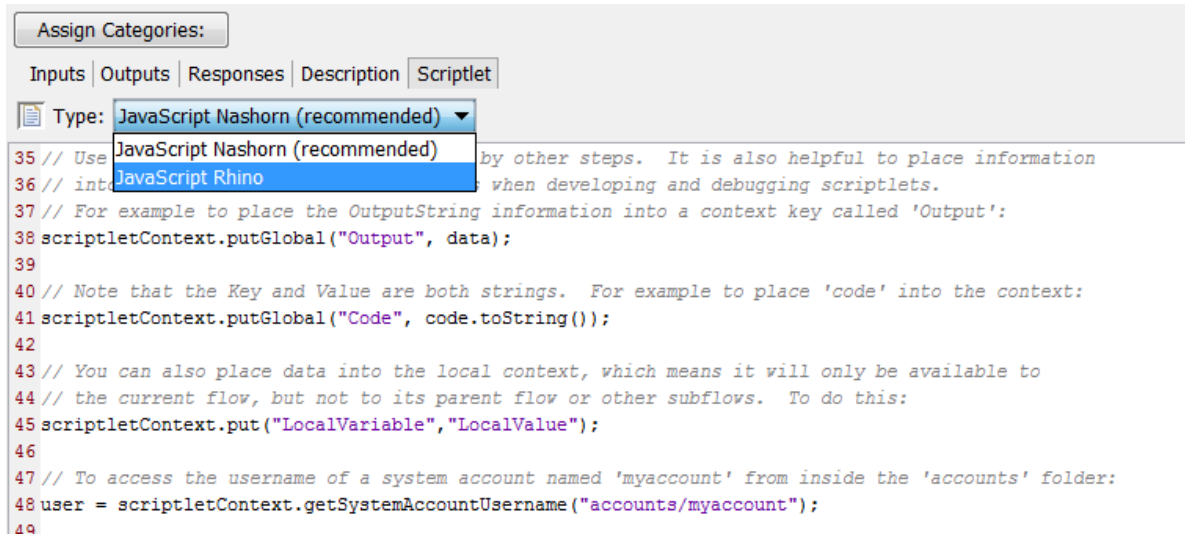 Assign Categories:
Inputs Outputs Responses Description Scriptlet
Type: JavaScript Nashorn (recommended)
JavaScript Nashorn (recommended)
JavaScript Rhino
35 // Use by other steps.  It is also helpful to place information
36 // into when developing and debugging scriptlets.
37 // For example to place the OutputString information into a context key called 'Output':
38 scriptletContext.putGlobal("Output", data);
39
40 // Note that the Key and Value are both strings.  For example to place 'code' into the context:
41 scriptletContext.putGlobal("Code", code.toString());
42
43 // You can also place data into the local context, which means it will only be available to
44 // the current flow, but not to its parent flow or other subflows.  To do this:
45 scriptletContext.put("LocalVariable","LocalValue");
46
47 // To access the username of a system account named 'myaccount' from inside the 'accounts' folder:
48 user = scriptletContext.getSystemAccountUsername("accounts/myaccount");
49